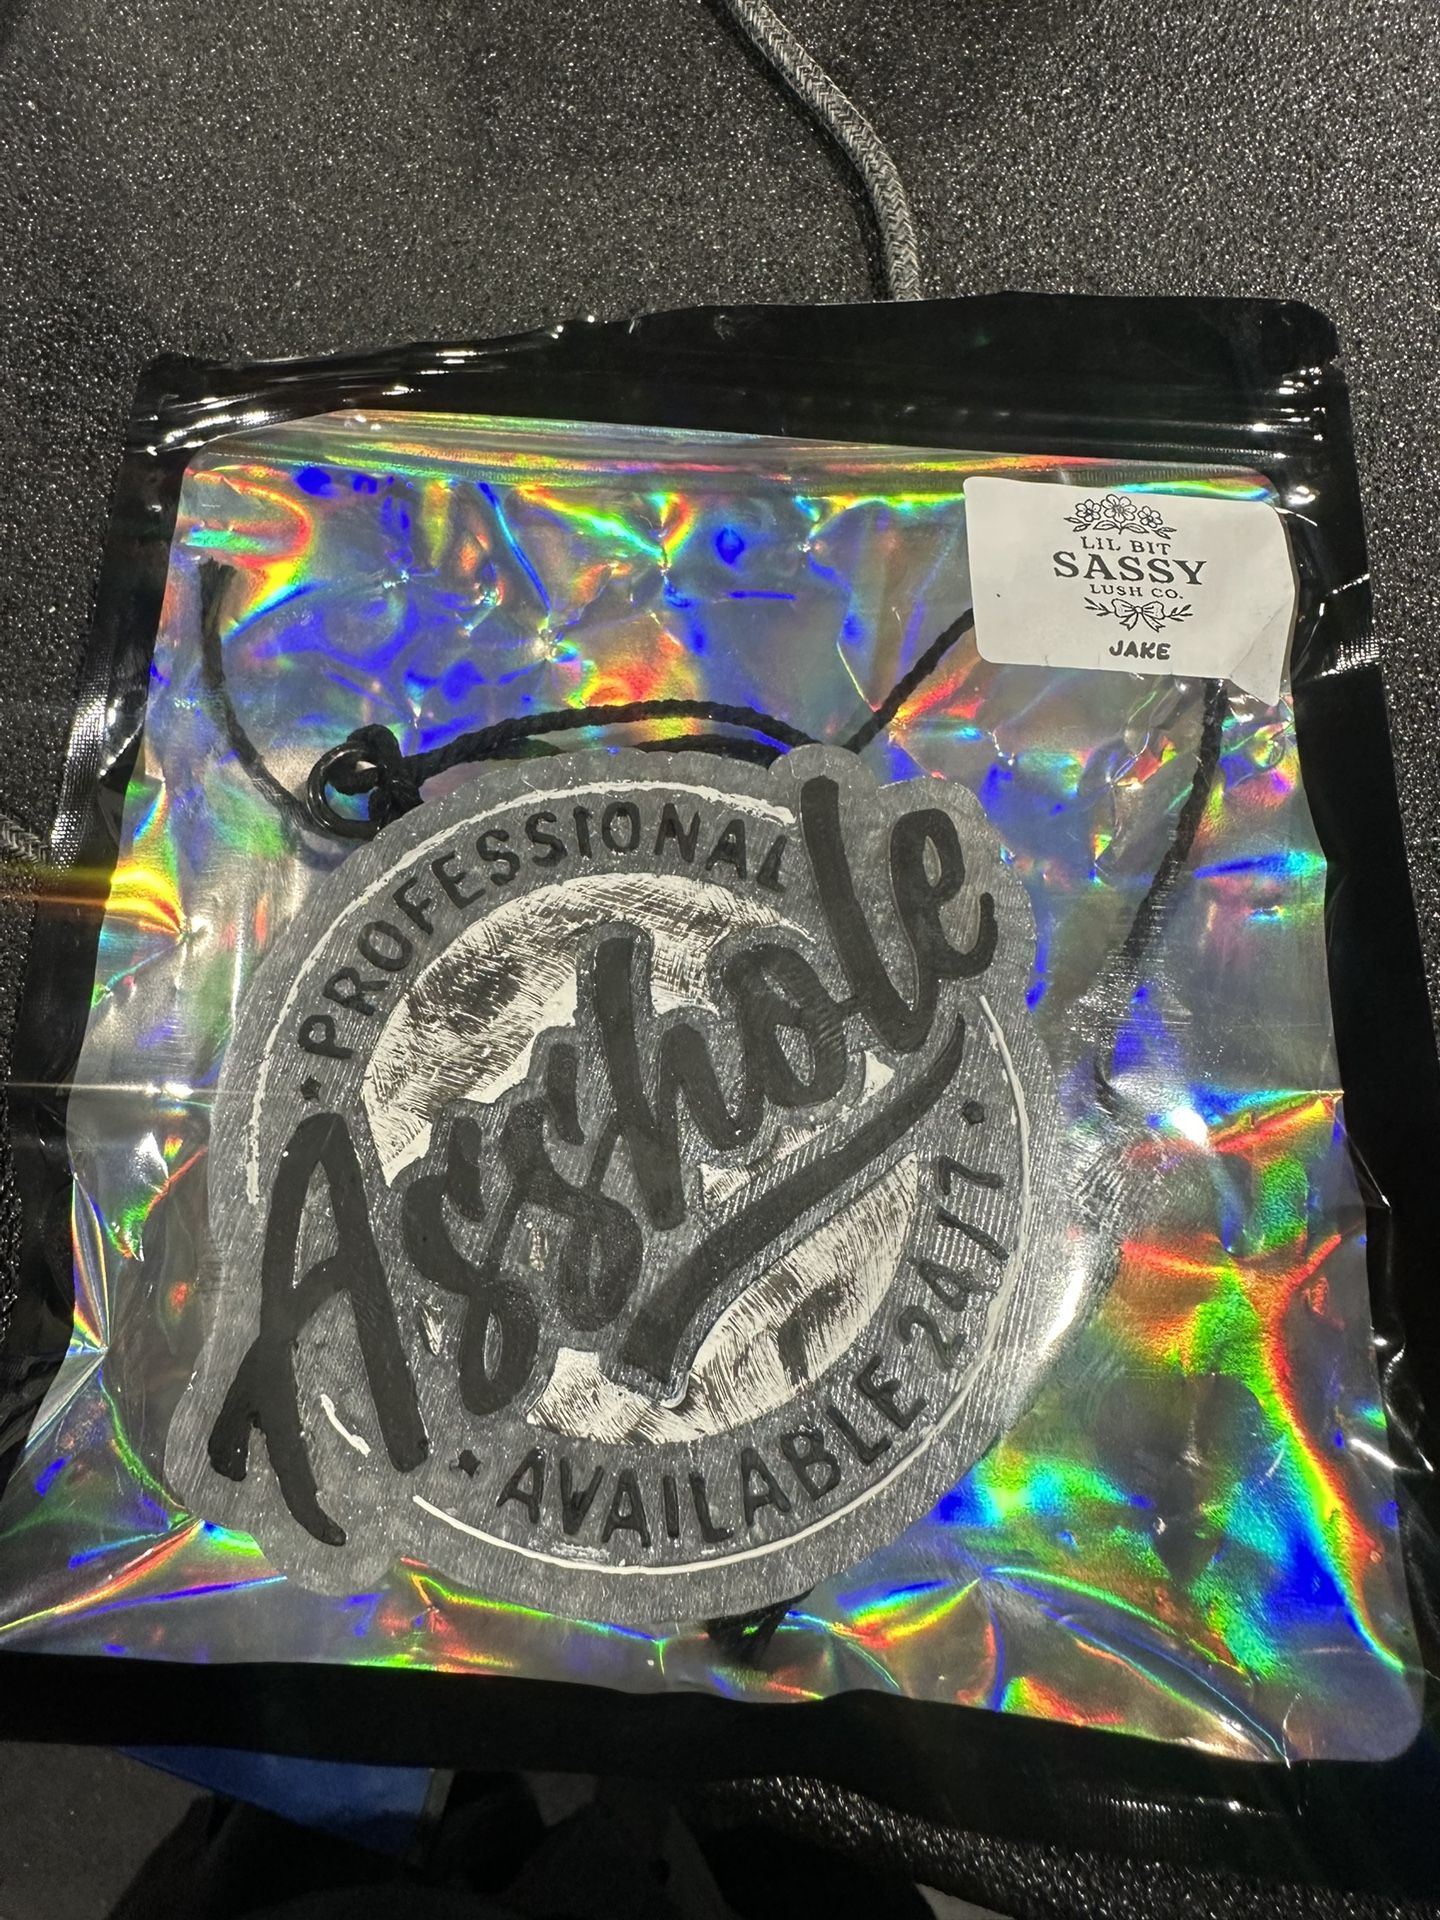 LIL BIT
SASSY
LUSH CO.
JAKE
· PROFESSIONAL
Asshole
· AVAILABLE 24/7 ·